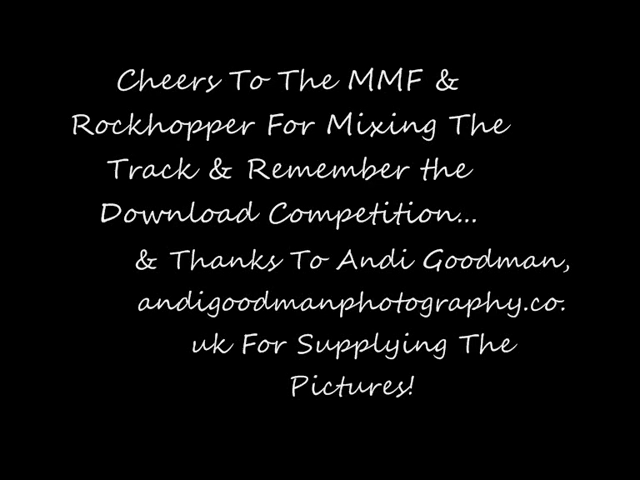 Cheers To The MMF &
Rockhopper For Mixing The
Track & Remember the
Download Competition...
& Thanks To Andi Goodman,
andigoodmanphotography.co.
uk For Supplying The
Pictures!